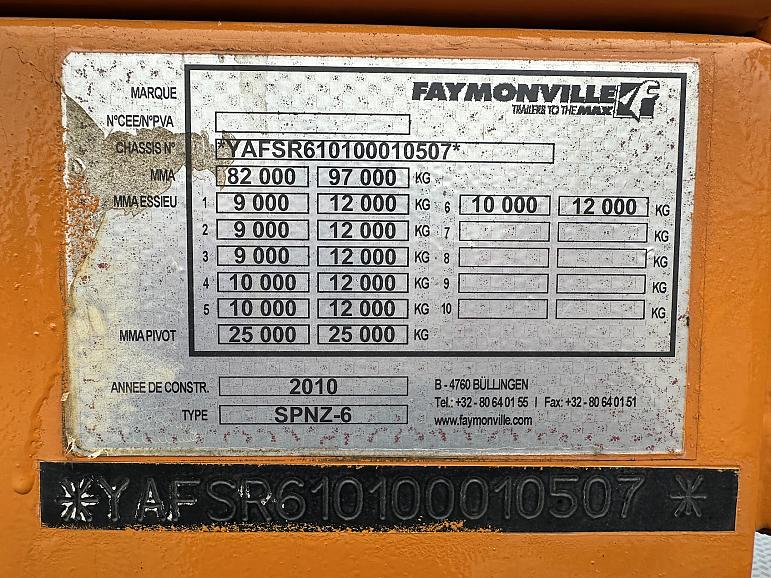 MARQUE FAYMONVILLE
TRAILERS TO THE MAX
N°CEE/N°PVA
CHASSIS N° *YAFSR610100010507*
MMA 82 000 97 000 KG
MMA ESSIEU 1 9 000 12 000 KG 6 10 000 12 000 KG
2 9 000 12 000 KG 7 KG
3 9 000 12 000 KG 8 KG
4 10 000 12 000 KG 9 KG
5 10 000 12 000 KG 10 KG
MMA PIVOT 25 000 25 000 KG
ANNEE DE CONSTR. 2010 B - 4760 BÜLLINGEN
Tel.: +32 - 80 64 01 55 I Fax: +32 - 80 64 01 51
TYPE SPNZ-6 www.faymonville.com
*YAFSR610100010507*